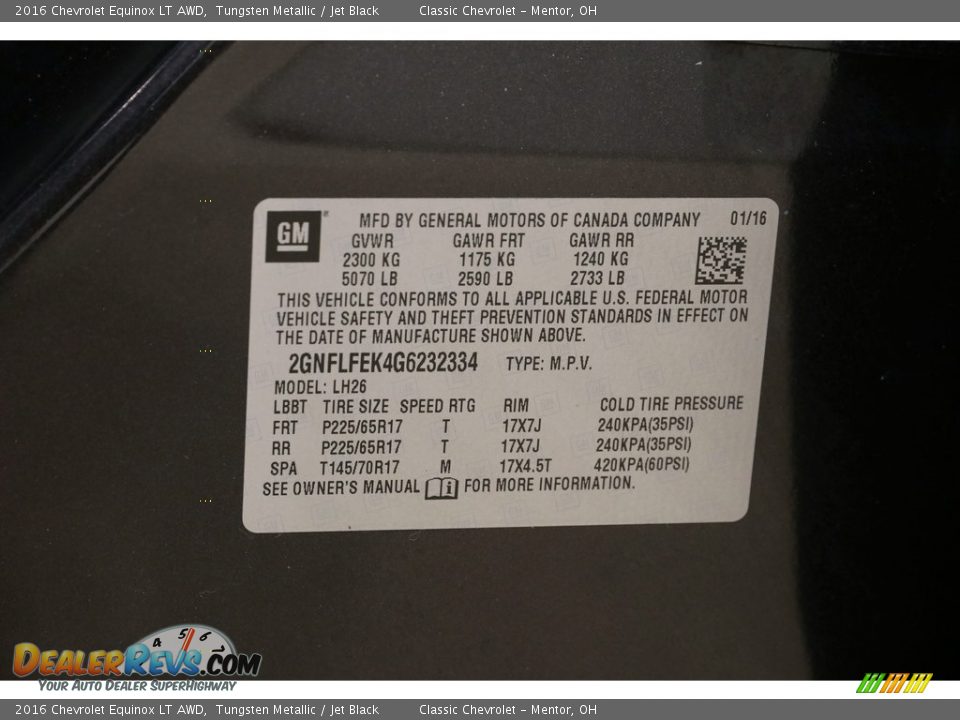 2016 Chevrolet Equinox LT AWD, Tungsten Metallic / Jet Black Classic Chevrolet - Mentor, OH
GM
MFD BY GENERAL MOTORS OF CANADA COMPANY 01/16
GVWR GAWR FRT GAWR RR
2300 KG 1175 KG 1240 KG
5070 LB 2590 LB 2733 LB
THIS VEHICLE CONFORMS TO ALL APPLICABLE U.S. FEDERAL MOTOR
VEHICLE SAFETY AND THEFT PREVENTION STANDARDS IN EFFECT ON
THE DATE OF MANUFACTURE SHOWN ABOVE.
2GNFLFEK4G6232334 TYPE: M.P.V.
MODEL: LH26
LBBT TIRE SIZE SPEED RTG RIM COLD TIRE PRESSURE
FRT P225/65R17 T 17X7J 240KPA(35PSI)
RR P225/65R17 T 17X7J 240KPA(35PSI)
SPA T145/70R17 M 17X4.5T 420KPA(60PSI)
SEE OWNER'S MANUAL i FOR MORE INFORMATION.
4 5 6 7
DEALERREVS.COM
YOUR AUTO DEALER SUPERHIGHWAY
2016 Chevrolet Equinox LT AWD, Tungsten Metallic / Jet Black Classic Chevrolet - Mentor, OH